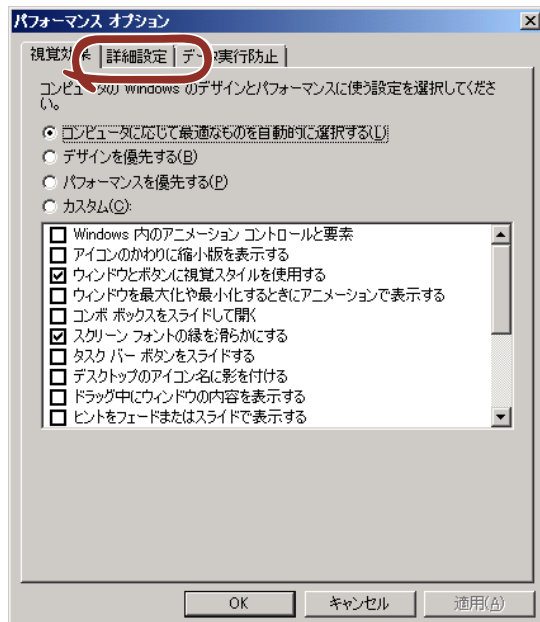 パフォーマンス オプション
視覚効果 詳細設定 データ実行防止
コンピュータの Windows のデザインとパフォーマンスに使う設定を選択してくださ
い。
コンピュータに応じて最適なものを自動的に選択する(L)
デザインを優先する(B)
パフォーマンスを優先する(P)
カスタム(C):
Windows 内のアニメーション コントロールと要素
アイコンのかわりに縮小版を表示する
ウィンドウとボタンに視覚スタイルを使用する
ウィンドウを最大化や最小化するときにアニメーションで表示する
コンボ ボックスをスライドして開く
スクリーン フォントの縁を滑らかにする
タスク バー ボタンをスライドする
デスクトップのアイコン名に影を付ける
ドラッグ中にウィンドウの内容を表示する
ヒントをフェードまたはスライドで表示する
OK キャンセル 適用(A)